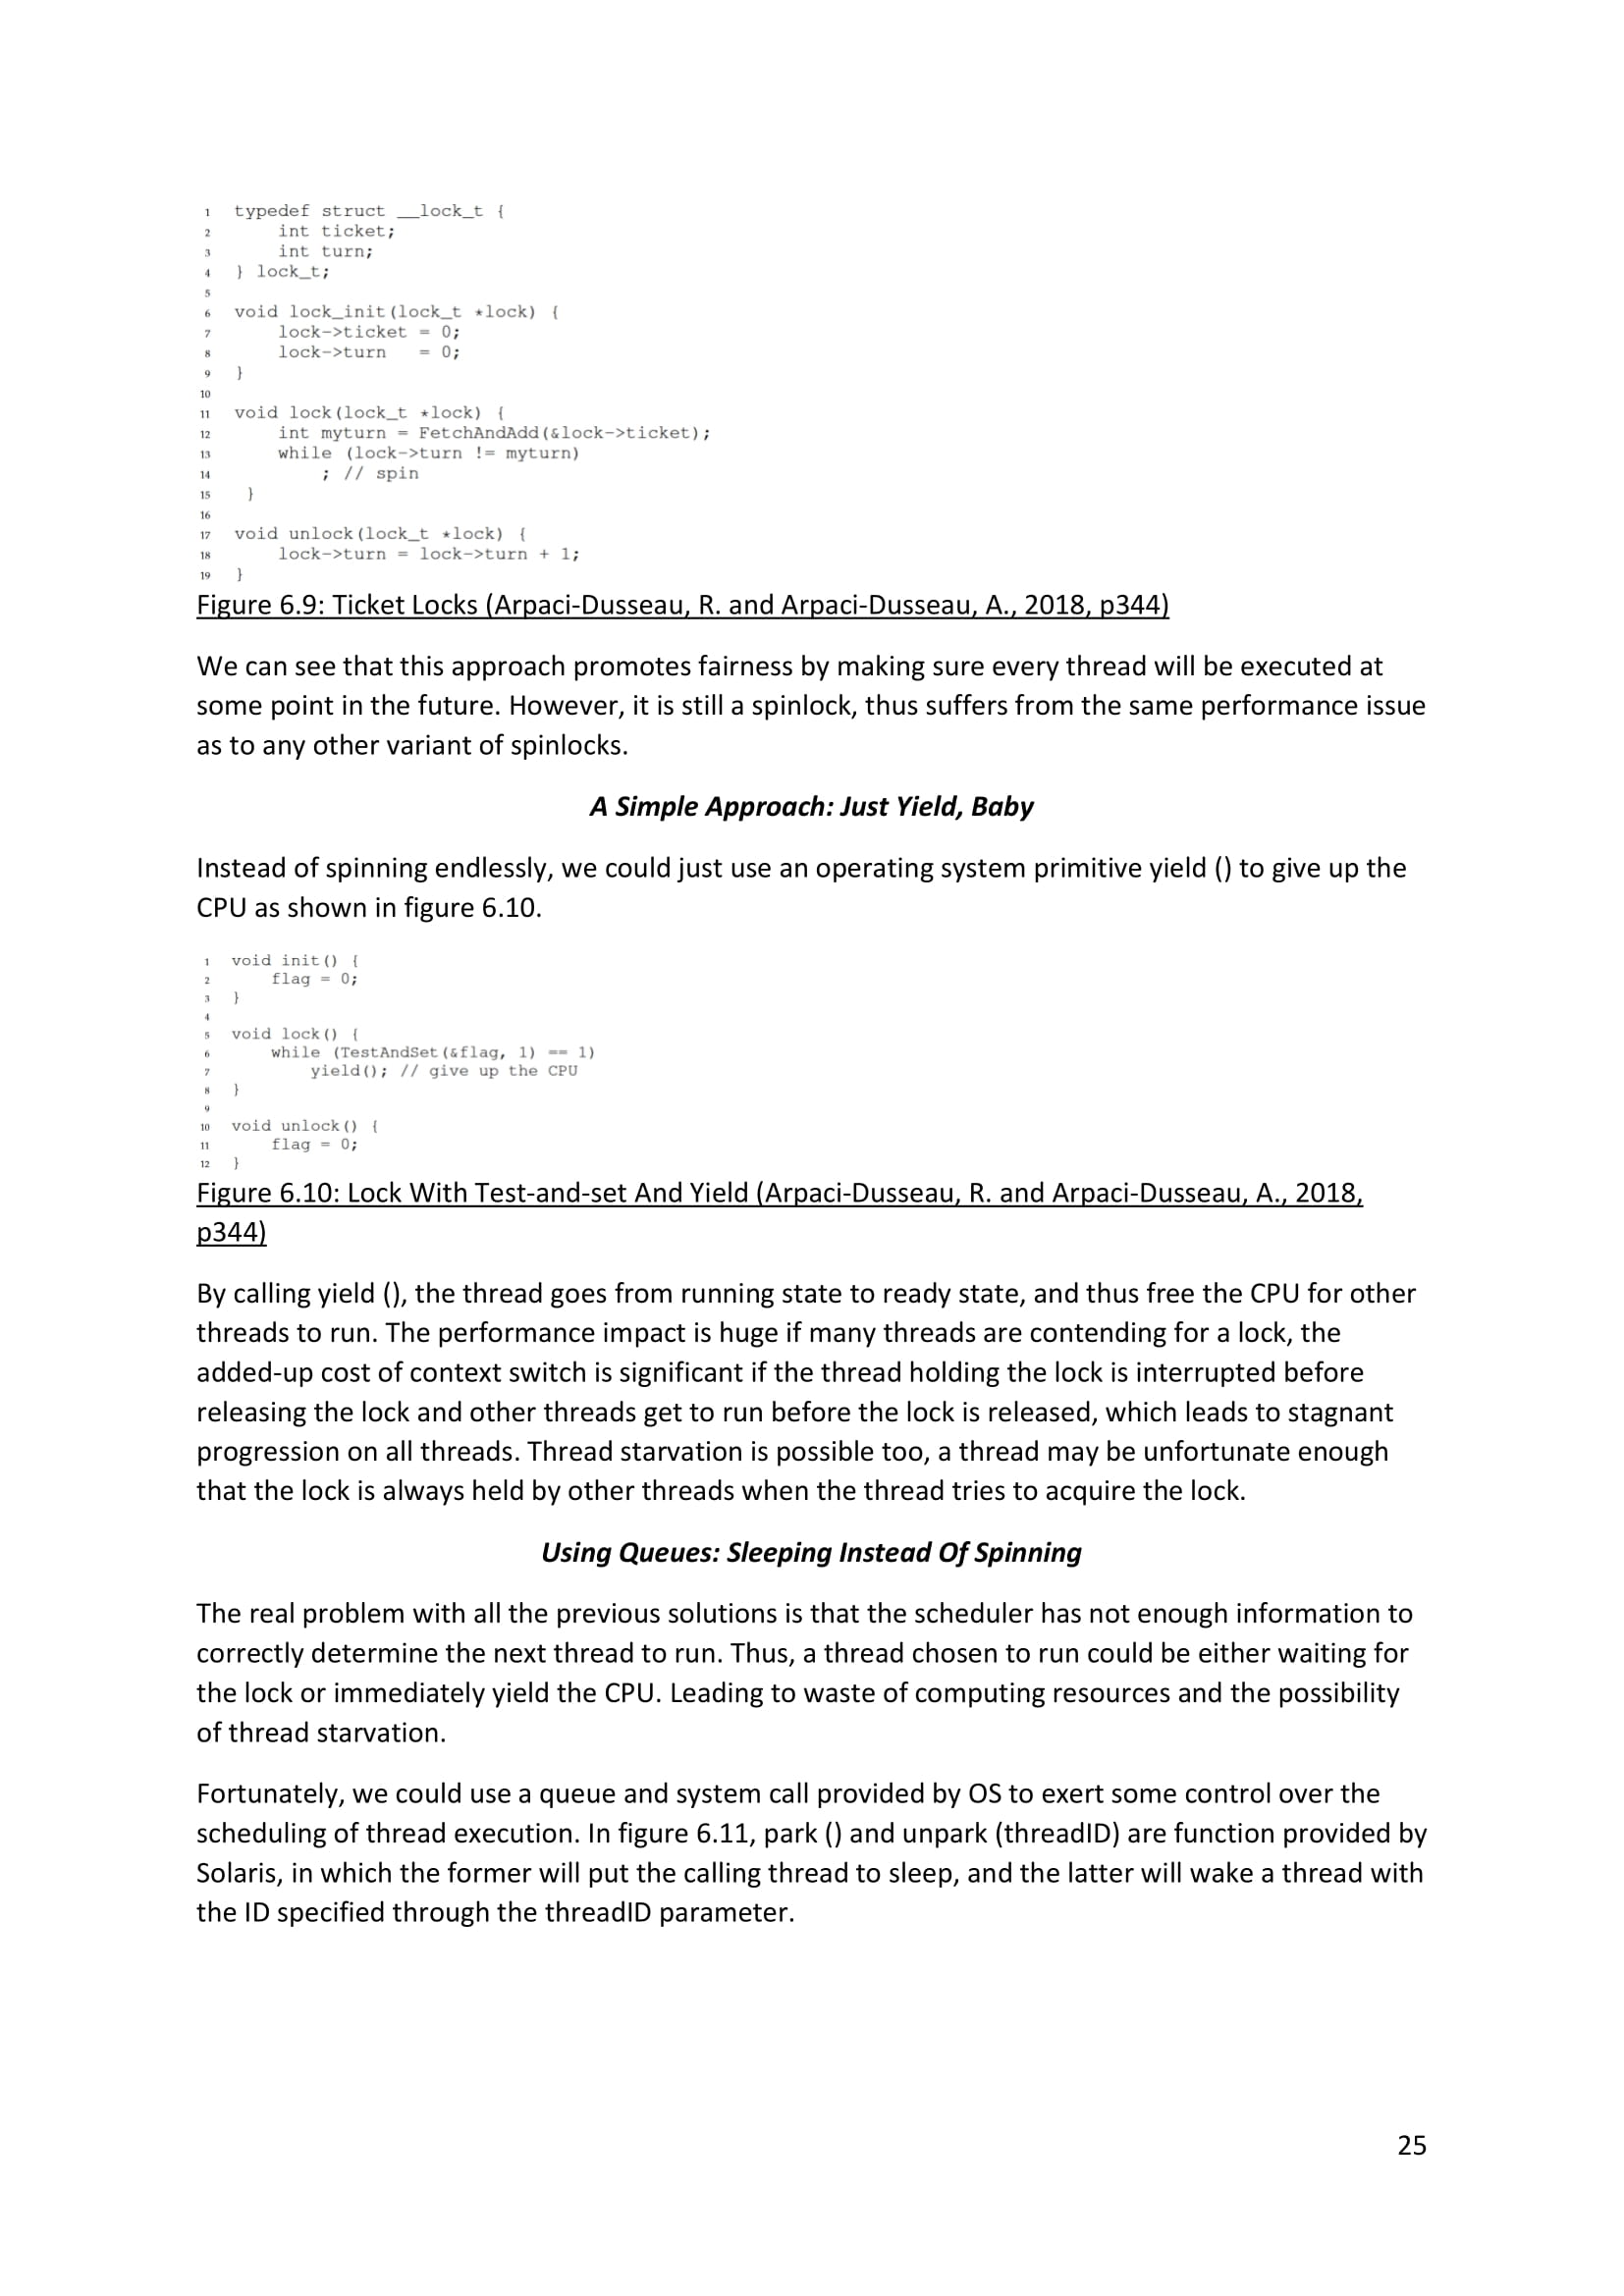 1 typedef struct __lock_t {
2 int ticket;
3 int turn;
4 } lock_t;
5
6 void lock_init(lock_t *lock) {
7 lock->ticket = 0;
8 lock->turn = 0;
9 }
10
11 void lock(lock_t *lock) {
12 int myturn = FetchAndAdd(&lock->ticket);
13 while (lock->turn != myturn)
14 ; // spin
15 }
16
17 void unlock(lock_t *lock) {
18 lock->turn = lock->turn + 1;
19 }
Figure 6.9: Ticket Locks (Arpaci-Dusseau, R. and Arpaci-Dusseau, A., 2018, p344)
We can see that this approach promotes fairness by making sure every thread will be executed at
some point in the future. However, it is still a spinlock, thus suffers from the same performance issue
as to any other variant of spinlocks.
A Simple Approach: Just Yield, Baby
Instead of spinning endlessly, we could just use an operating system primitive yield () to give up the
CPU as shown in figure 6.10.
1 void init() {
2 flag = 0;
3 }
4
5 void lock() {
6 while (TestAndSet(&flag, 1) == 1)
7 yield(); // give up the CPU
8 }
9
10 void unlock() {
11 flag = 0;
12 }
Figure 6.10: Lock With Test-and-set And Yield (Arpaci-Dusseau, R. and Arpaci-Dusseau, A., 2018,
p344)
By calling yield (), the thread goes from running state to ready state, and thus free the CPU for other
threads to run. The performance impact is huge if many threads are contending for a lock, the
added-up cost of context switch is significant if the thread holding the lock is interrupted before
releasing the lock and other threads get to run before the lock is released, which leads to stagnant
progression on all threads. Thread starvation is possible too, a thread may be unfortunate enough
that the lock is always held by other threads when the thread tries to acquire the lock.
Using Queues: Sleeping Instead Of Spinning
The real problem with all the previous solutions is that the scheduler has not enough information to
correctly determine the next thread to run. Thus, a thread chosen to run could be either waiting for
the lock or immediately yield the CPU. Leading to waste of computing resources and the possibility
of thread starvation.
Fortunately, we could use a queue and system call provided by OS to exert some control over the
scheduling of thread execution. In figure 6.11, park () and unpark (threadID) are function provided by
Solaris, in which the former will put the calling thread to sleep, and the latter will wake a thread with
the ID specified through the threadID parameter.
25